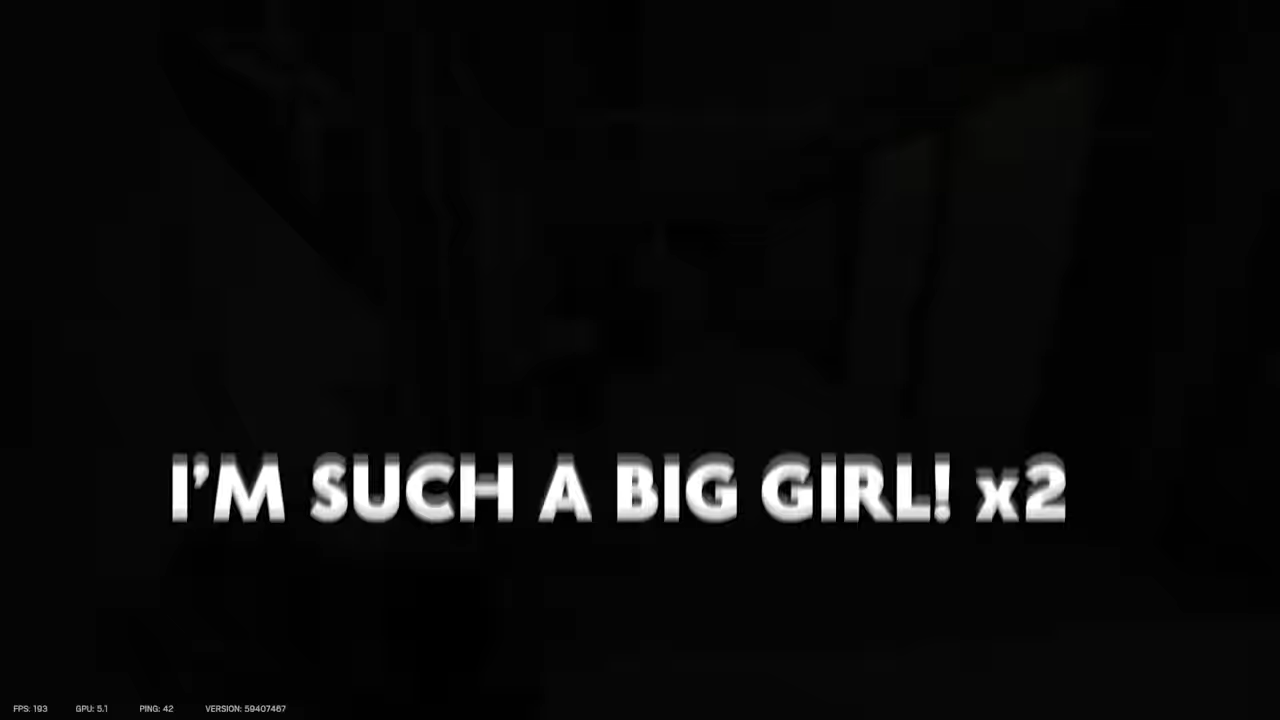 I'M SUCH A BIG GIRL! x2
FPS: 193 GPU: 5.1 PING: 42 VERSION: 59407467